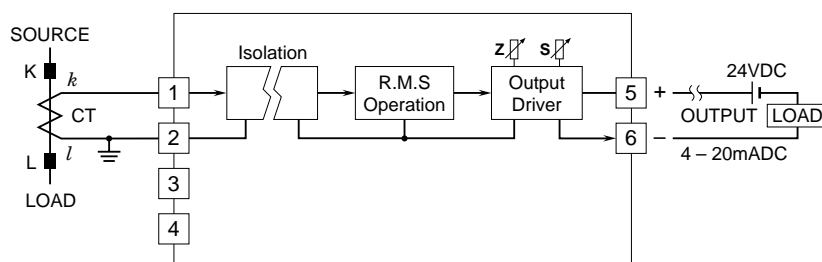 SOURCE
K
k
CT
l
L
LOAD
1
2
3
4
Isolation
R.M.S
Operation
Z
S
Output
Driver
5
6
+
–
24VDC
OUTPUT
LOAD
4 – 20mADC